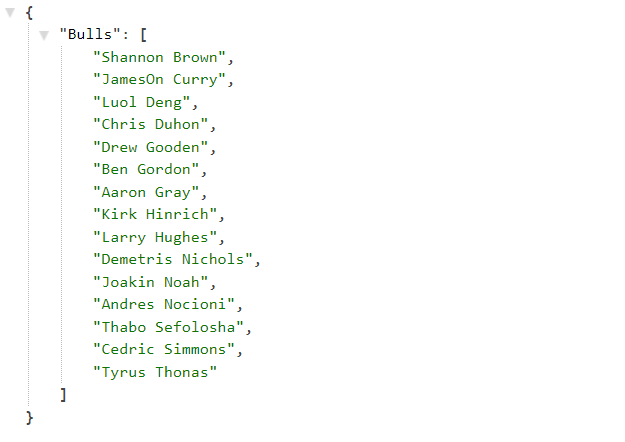 {
"Bulls": [
"Shannon Brown",
"JamesOn Curry",
"Luol Deng",
"Chris Duhon",
"Drew Gooden",
"Ben Gordon",
"Aaron Gray",
"Kirk Hinrich",
"Larry Hughes",
"Demetris Nichols",
"Joakin Noah",
"Andres Nocioni",
"Thabo Sefolosha",
"Cedric Simmons",
"Tyrus Thonas"
]
}